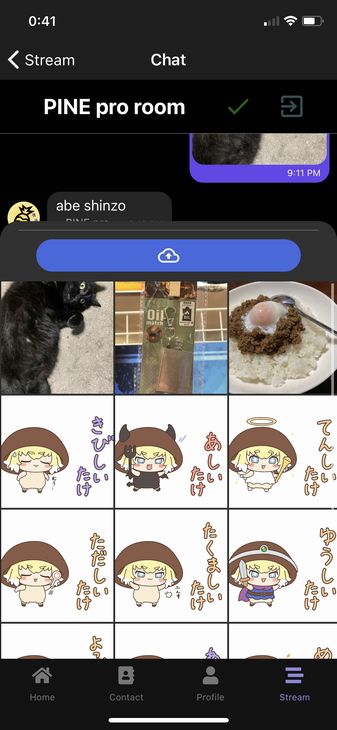 0:41
Stream
Chat
PINE pro room
9:11 PM
abe shinzo
Oil
match
きびしい
たけ
あしい
たけ
てんしい
たけ
ただしい
たけ
たくましい
たけ
ゆうしい
たけ
Home
Contact
Profile
Stream